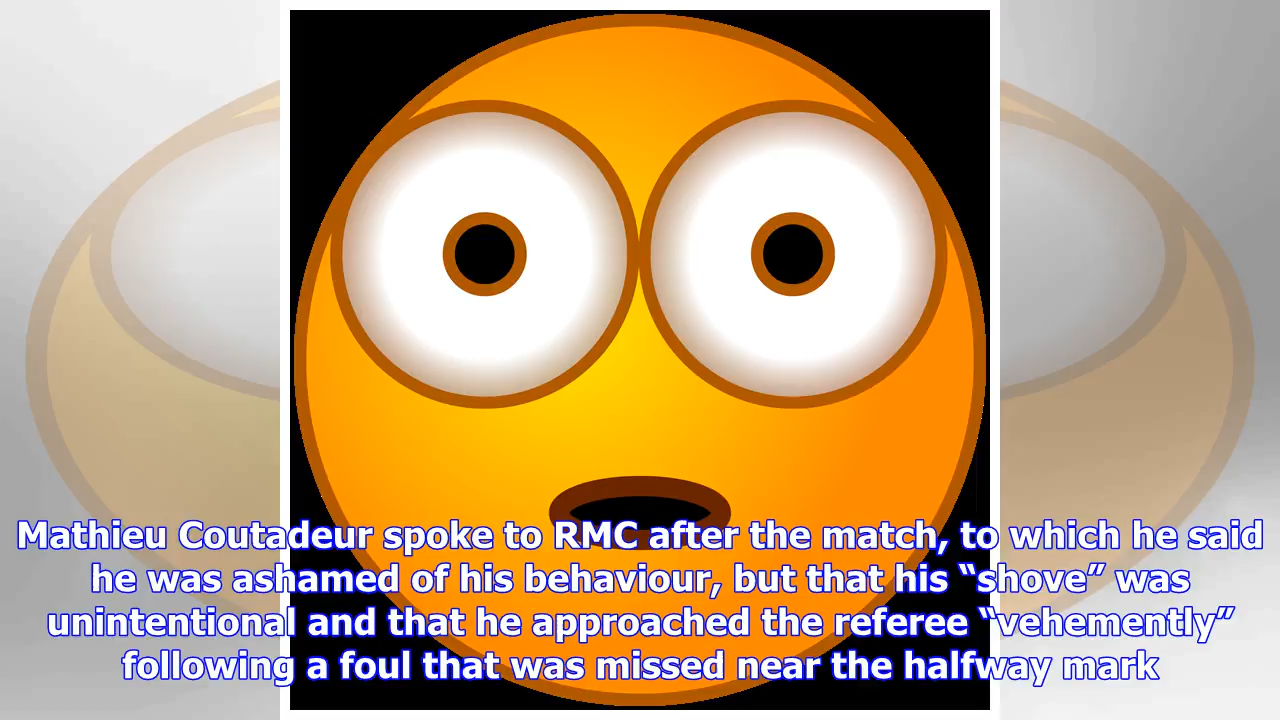 Mathieu Coutadeur spoke to RMC after the match, to which he said
he was ashamed of his behaviour, but that his “shove” was
unintentional and that he approached the referee “vehemently”
following a foul that was missed near the halfway mark